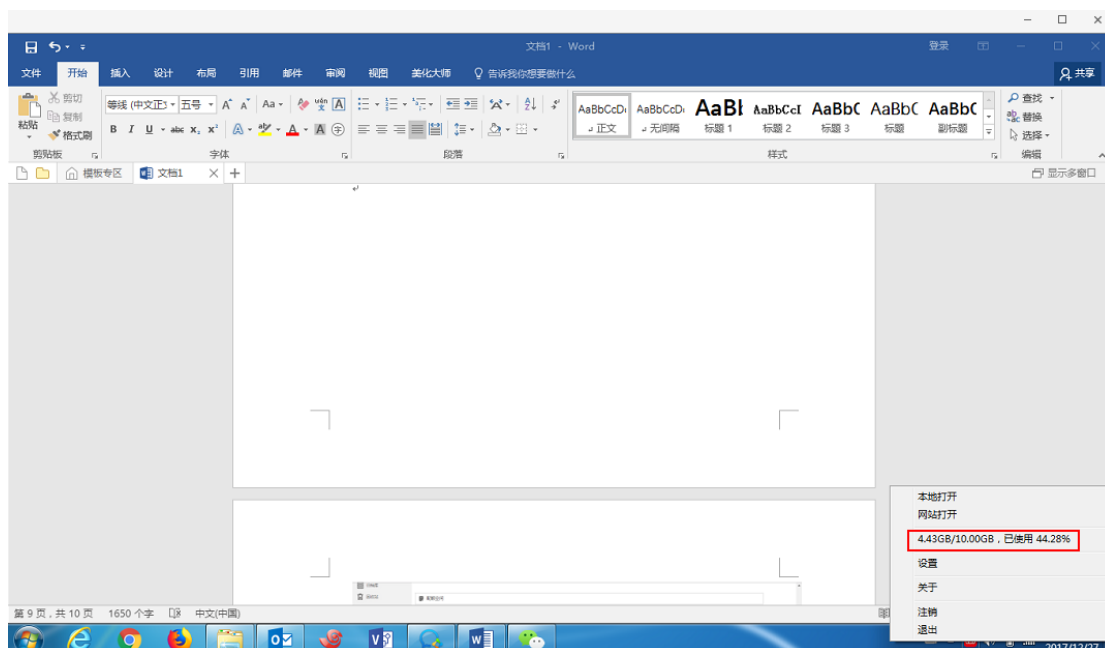 文档1 - Word
登录
文件 开始 插入 设计 布局 引用 邮件 审阅 视图 美化大师 告诉我你想要做什么 共享
粘贴 剪切 复制 格式刷
等线 (中文正) 五号 A A Aa wén 文 A
B I U abc X₂ X² A A A 字
AaBbCcDı AaBbCcDı AaBl AaBbCcI AaBbC AaBbC AaBbC
正文 无间隔 标题 1 标题 2 标题 3 标题 副标题
查找 替换 选择
剪贴板 字体 段落 样式 编辑
模板专区 文档1 显示多窗口
本地打开
网站打开
4.43GB/10.00GB，已使用 44.28%
设置
关于
注销
退出
第 9 页，共 10 页 1650 个字 中文(中国)
2017/12/27